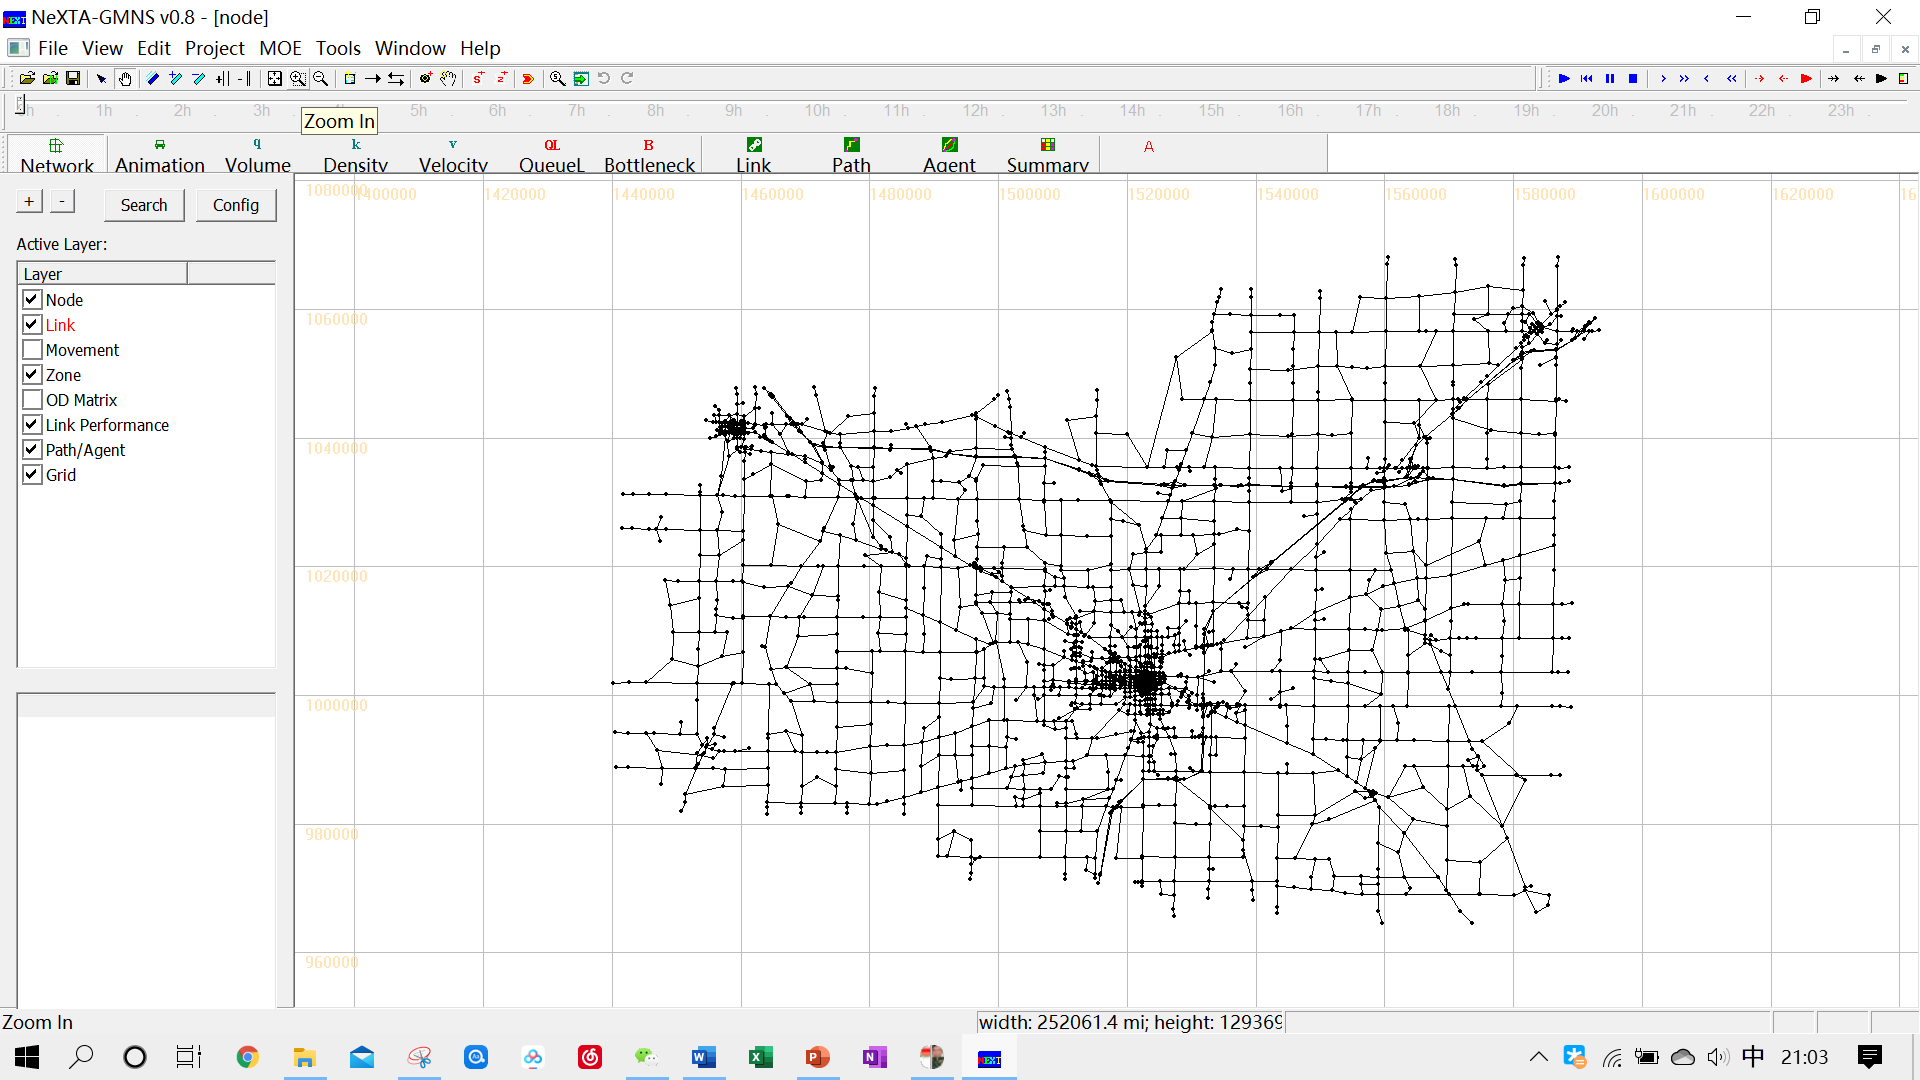 NeXTA-GMNS v0.8 - [node]
File View Edit Project MOE Tools Window Help
1h 2h 3h 5h 6h 7h 8h 9h 10h 11h 12h 13h 14h 15h 16h 17h 18h 19h 20h 21h 22h 23h
Zoom In
q k v QL B A
Network Animation Volume Density Velocity QueueL Bottleneck Link Path Agent Summary
+ - Search Config
Active Layer:
Layer
Node
Link
Movement
Zone
OD Matrix
Link Performance
Path/Agent
Grid
1400000 1420000 1440000 1460000 1480000 1500000 1520000 1540000 1560000 1580000 1600000 1620000
1080000
1060000
1040000
1020000
1000000
980000
960000
Zoom In
width: 252061.4 mi; height: 129369
中 21:03